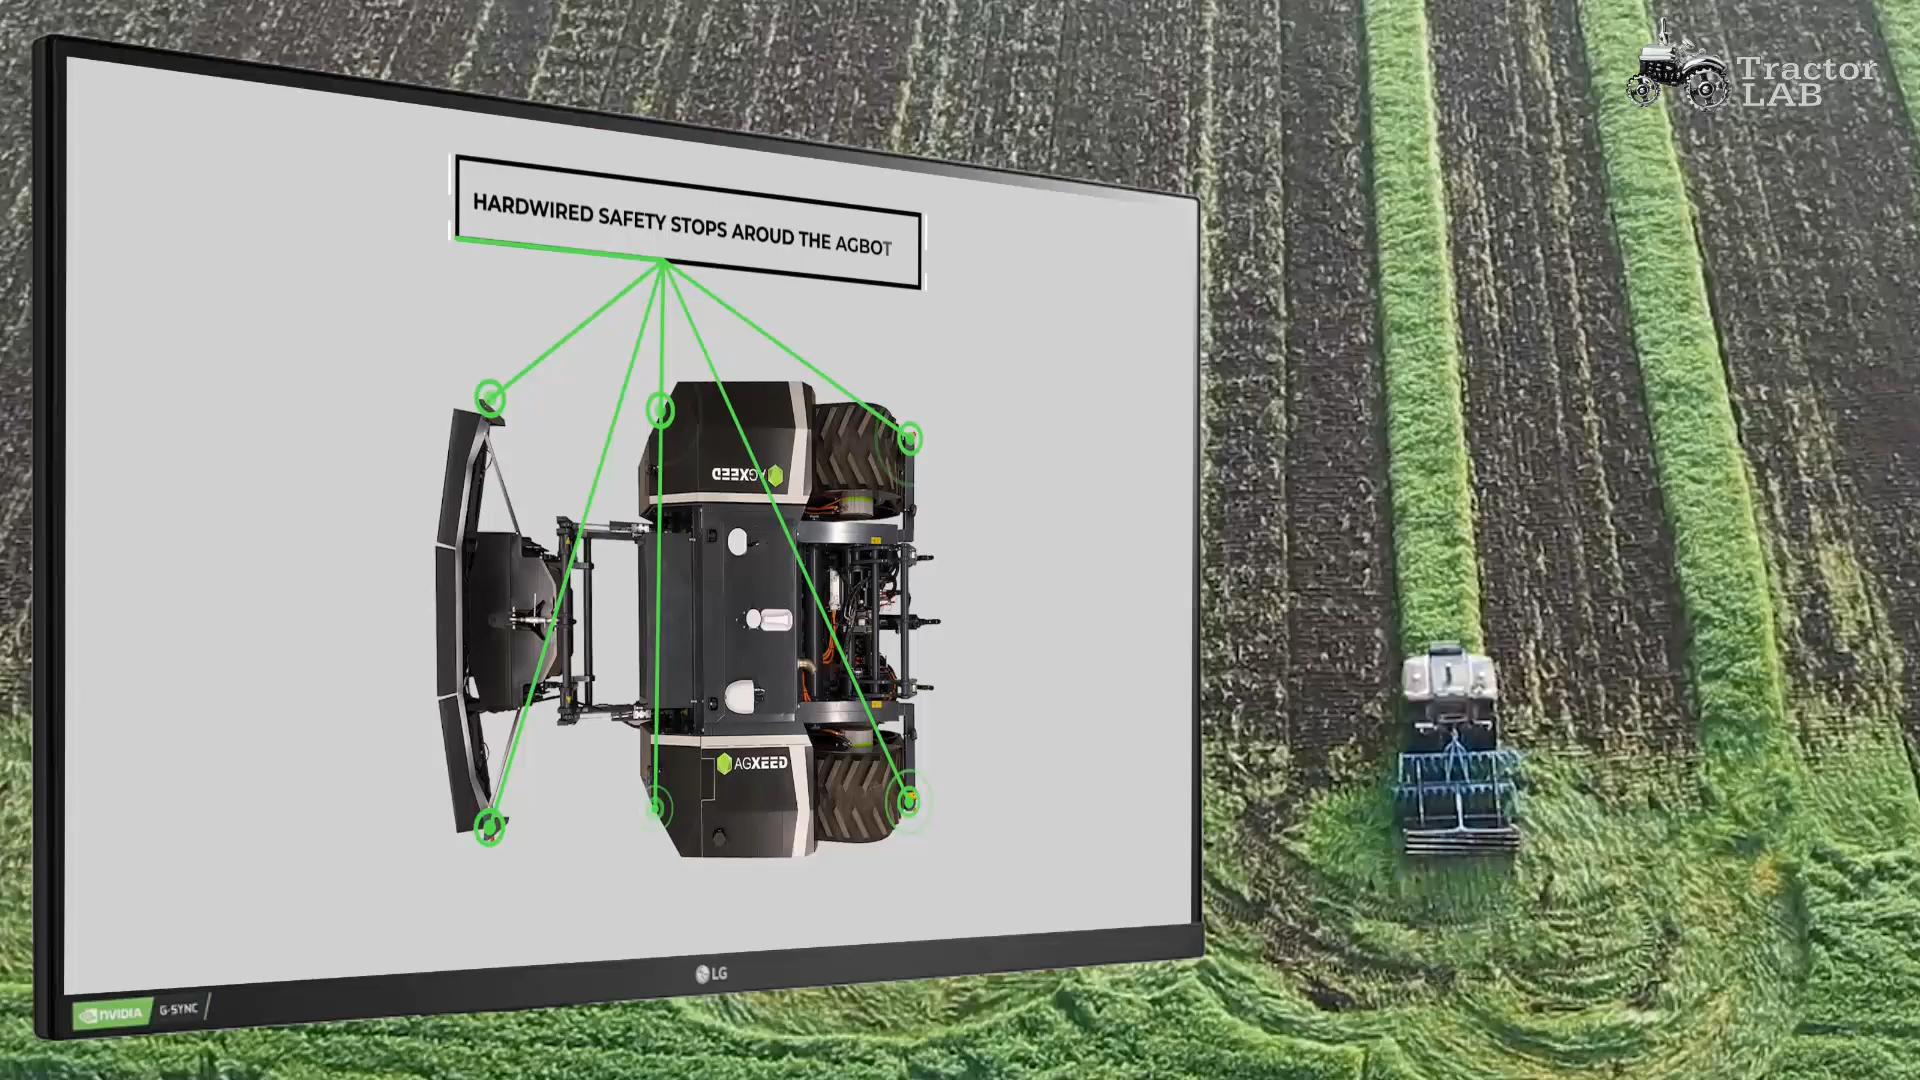 Tractor
LAB
HARDWIRED SAFETY STOPS AROUD THE AGBOT
AGXEED
AGXEED
LG
NVIDIA
G-SYNC